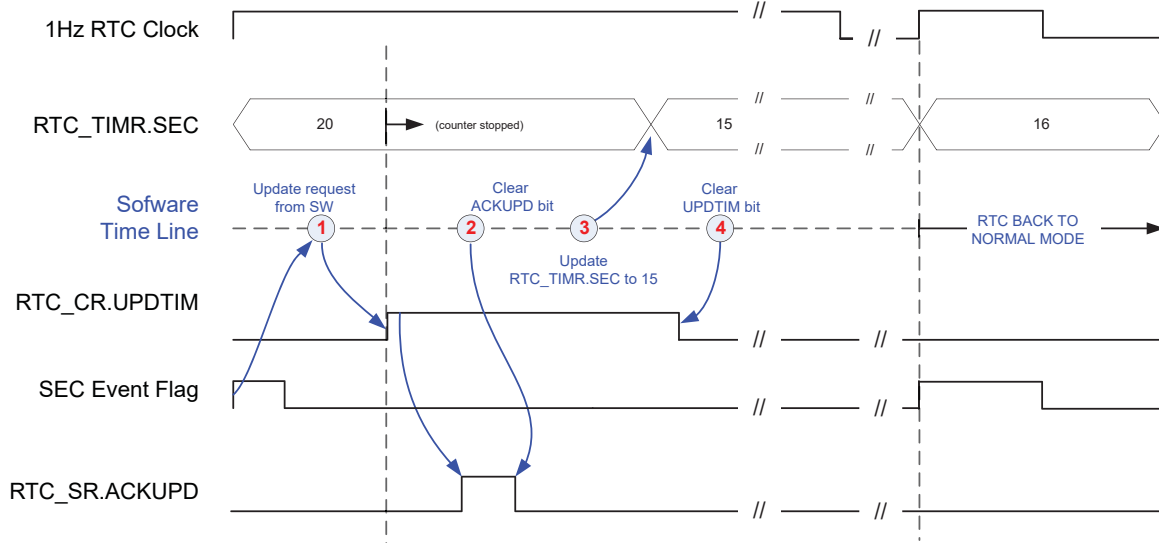 1Hz RTC Clock
//
//
RTC_TIMR.SEC
20
(counter stopped)
//
//
15
//
//
16
Sofware
Time Line
Update request
from SW
1
Clear
ACKUPD bit
2
3
Update
RTC_TIMR.SEC to 15
Clear
UPDTIM bit
4
RTC BACK TO
NORMAL MODE
RTC_CR.UPDTIM
//
//
SEC Event Flag
//
//
RTC_SR.ACKUPD
//
//